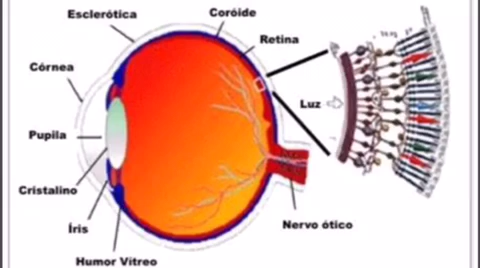 Esclerótica
Coróide
Retina
Córnea
Luz
Pupila
Cristalino
Íris
Nervo ótico
Humor Vítreo